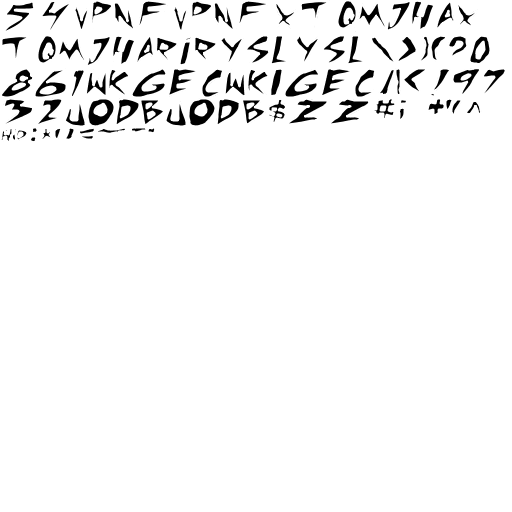 5 4 V P N F V P N F X T Q M J H A X
T Q M J H A R I R Y S L Y S L \ > ) ( ? 0
8 6 1 W K G E C W K I G E C / \ < ! 9 7
3 2 U O D B U O D B $ Z Z # ; + " ^
: * " =